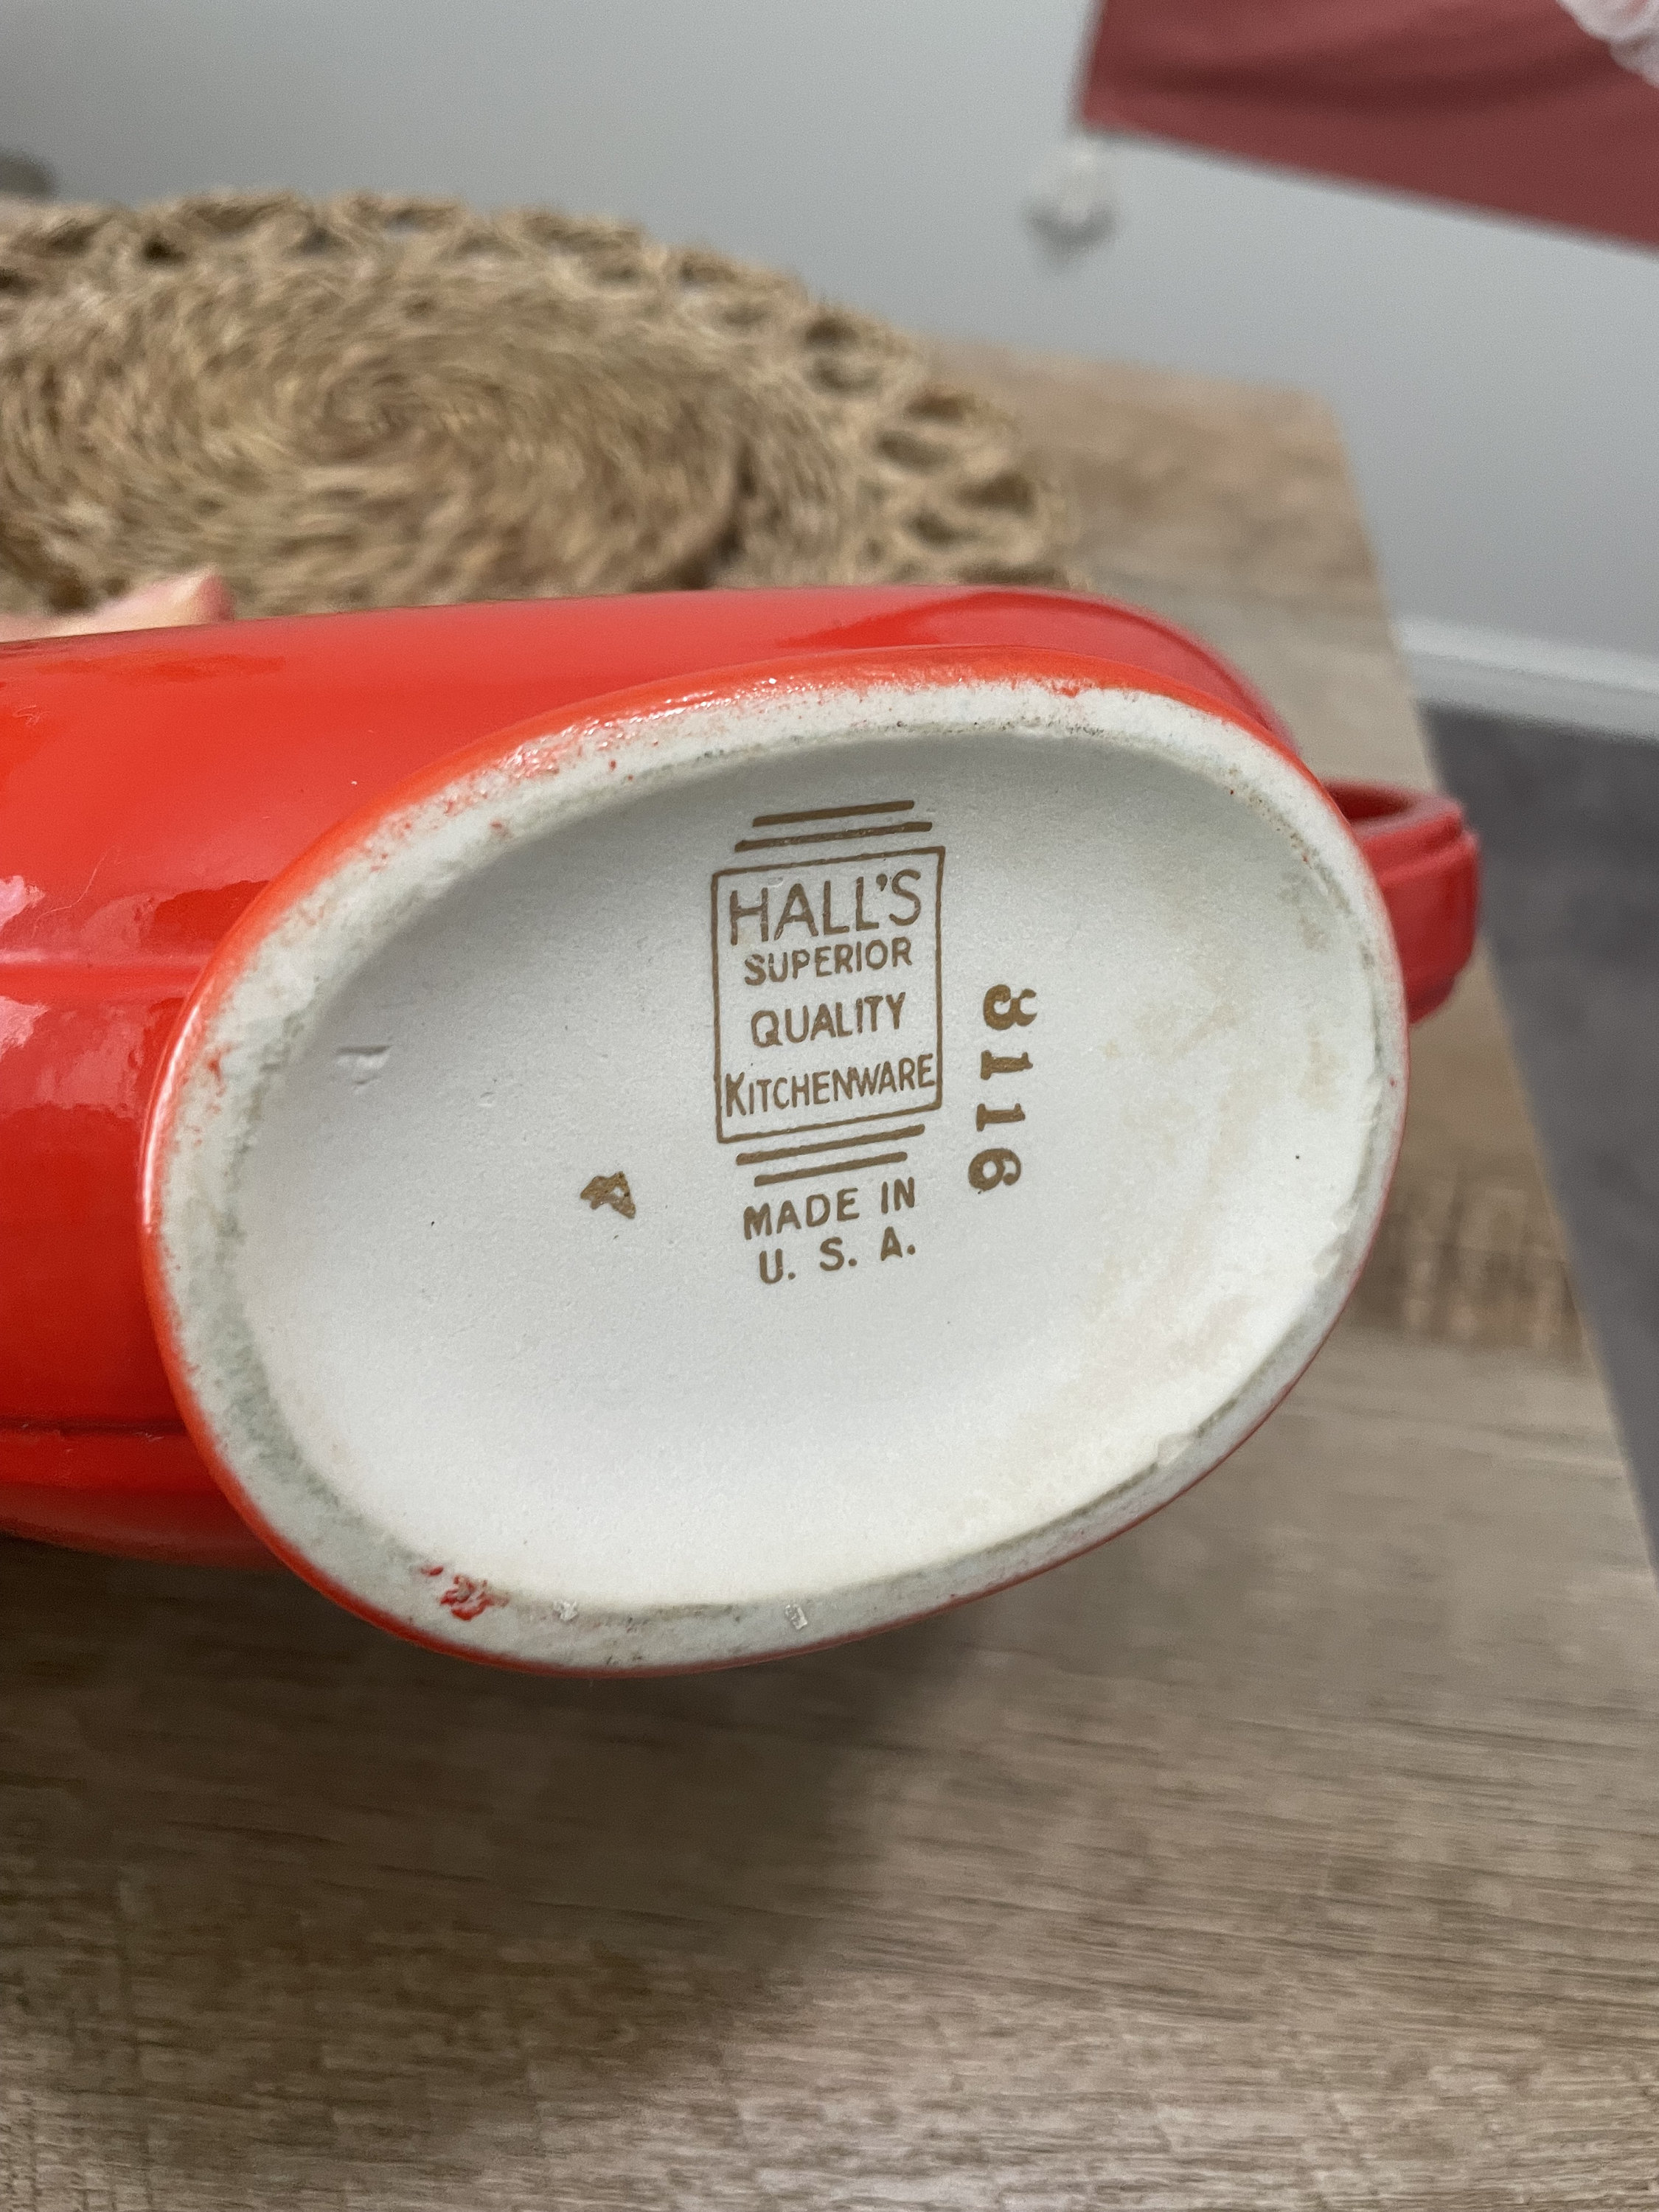 HALL'S
SUPERIOR
QUALITY
KITCHENWARE
MADE IN
U. S. A.
3116